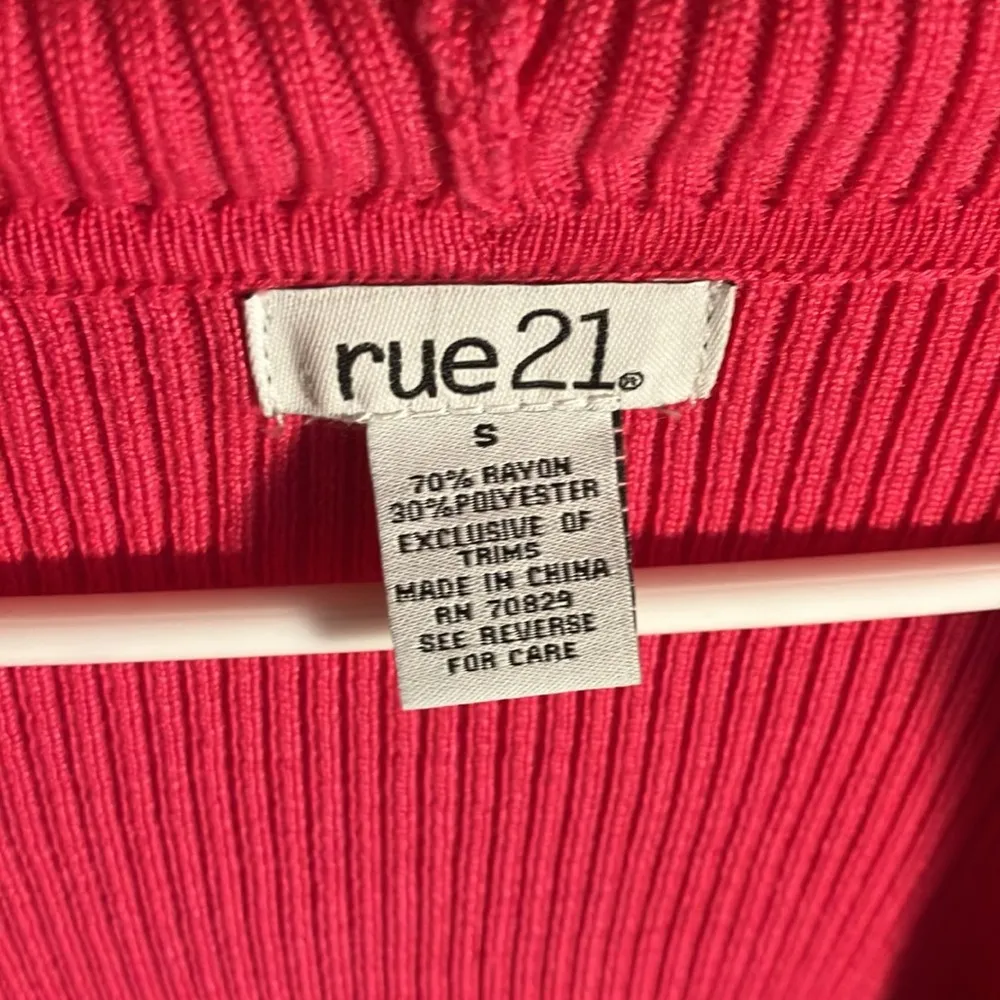 rue21®
S
70% RAYON
30% POLYESTER
EXCLUSIVE OF
TRIMS
MADE IN CHINA
RN 70829
SEE REVERSE
FOR CARE